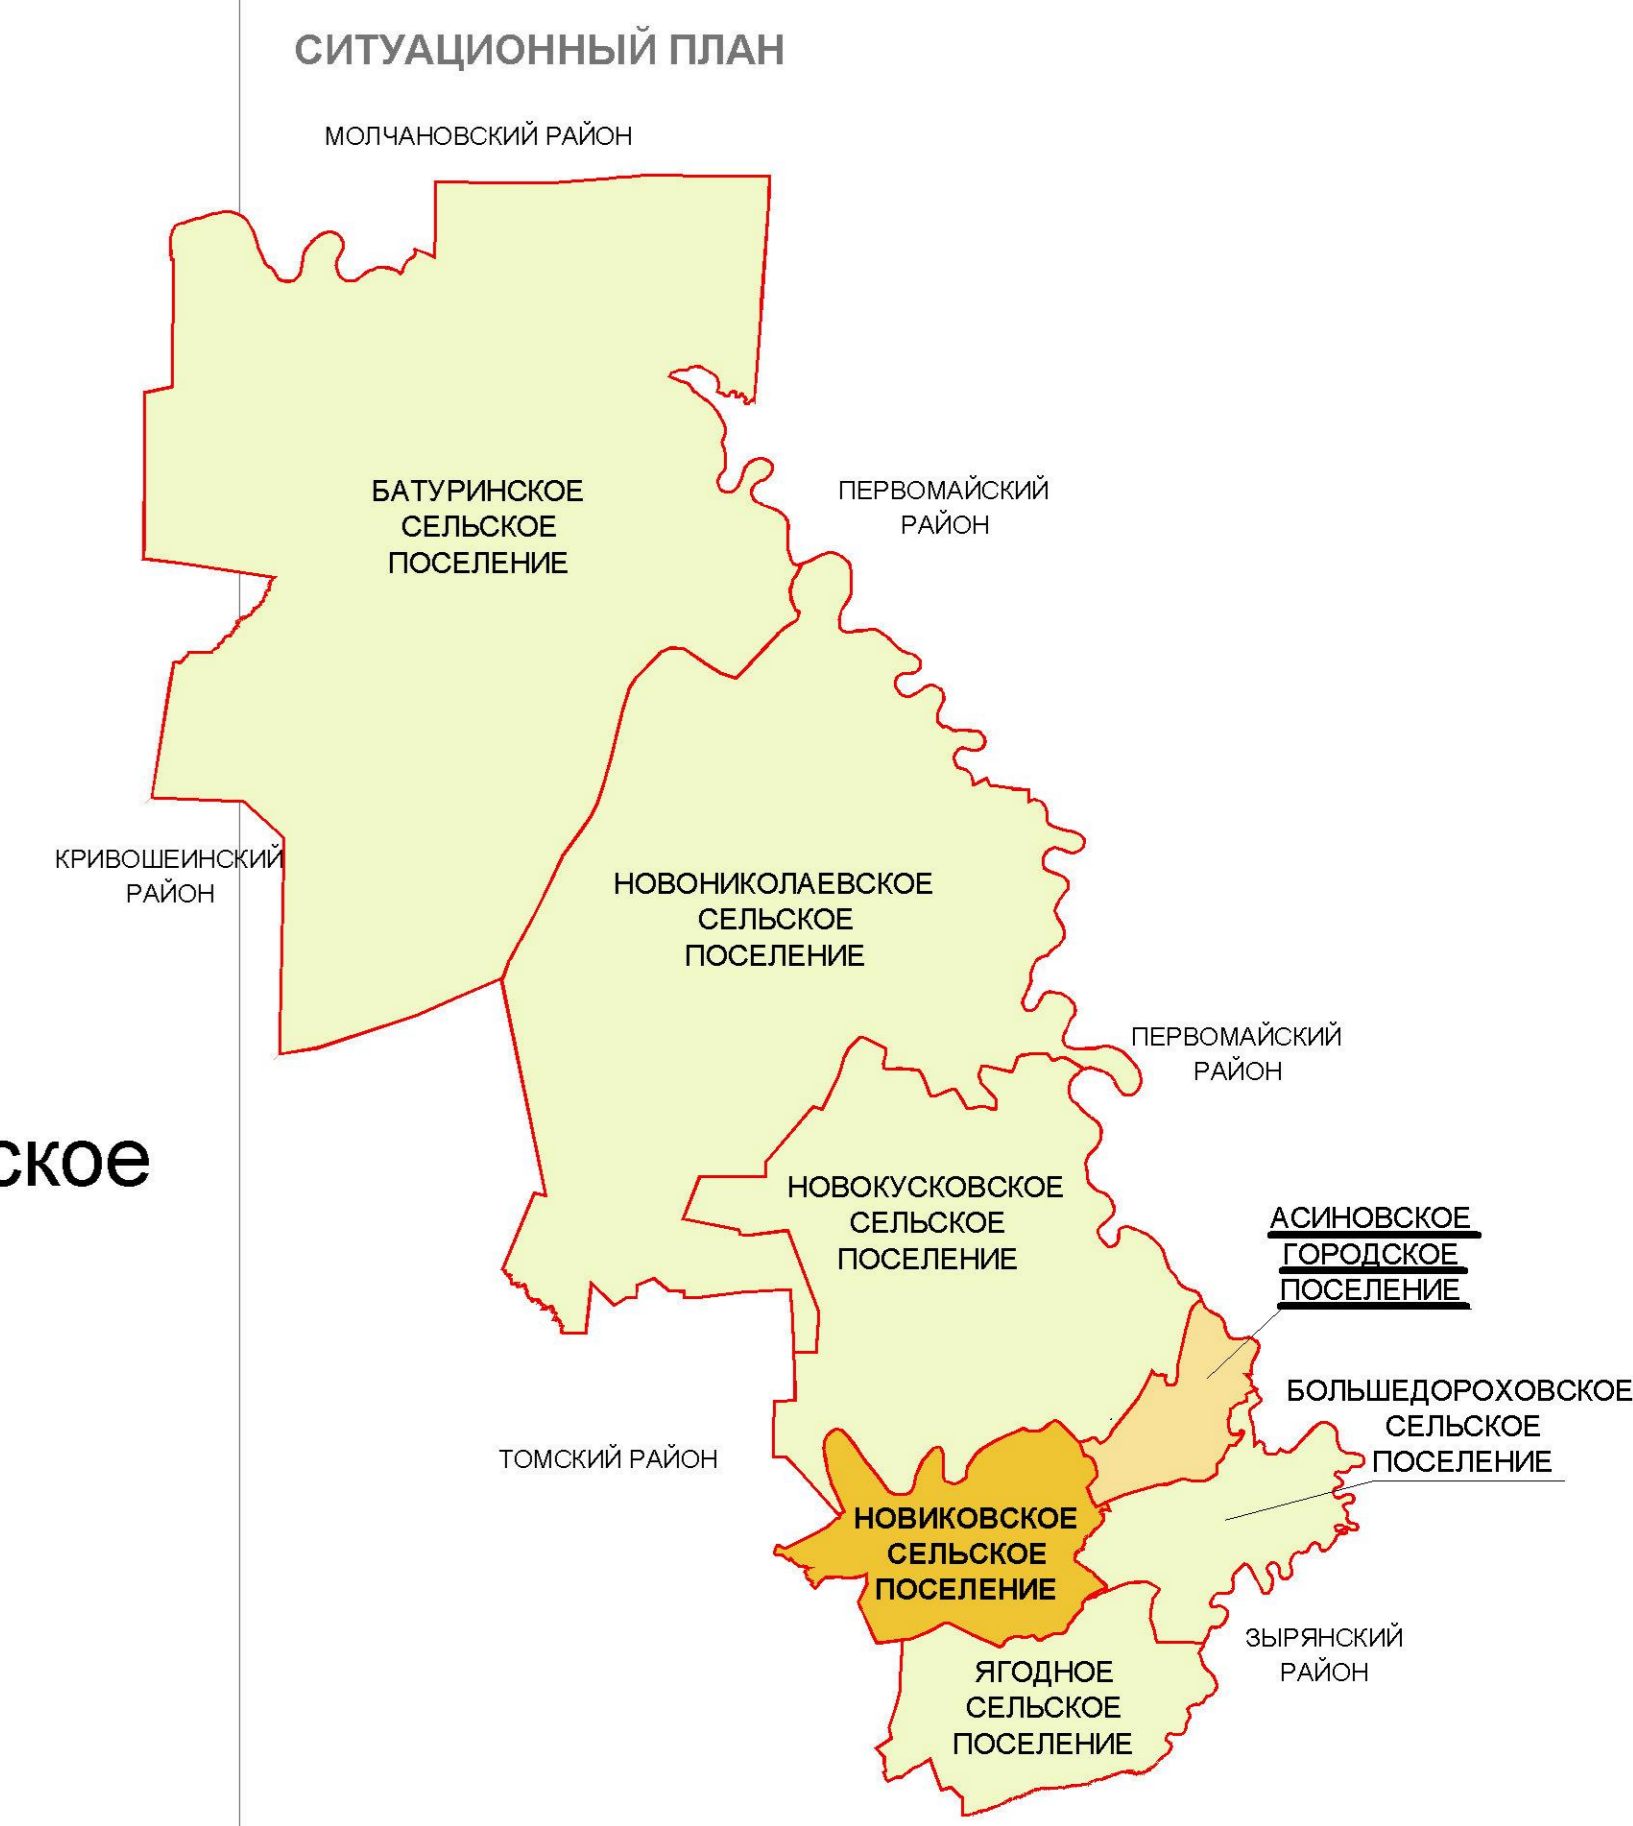 СИТУАЦИОННЫЙ ПЛАН
МОЛЧАНОВСКИЙ РАЙОН
БАТУРИНСКОЕ
СЕЛЬСКОЕ
ПОСЕЛЕНИЕ
ПЕРВОМАЙСКИЙ
РАЙОН
КРИВОШЕИНСКИЙ
РАЙОН
НОВОНИКОЛАЕВСКОЕ
СЕЛЬСКОЕ
ПОСЕЛЕНИЕ
ПЕРВОМАЙСКИЙ
РАЙОН
ское
НОВОКУСКОВСКОЕ
СЕЛЬСКОЕ
ПОСЕЛЕНИЕ
АСИНОВСКОЕ
ГОРОДСКОЕ
ПОСЕЛЕНИЕ
БОЛЬШЕДОРОХОВСКОЕ
СЕЛЬСКОЕ
ПОСЕЛЕНИЕ
ТОМСКИЙ РАЙОН
НОВИКОВСКОЕ
СЕЛЬСКОЕ
ПОСЕЛЕНИЕ
ЗЫРЯНСКИЙ
РАЙОН
ЯГОДНОЕ
СЕЛЬСКОЕ
ПОСЕЛЕНИЕ